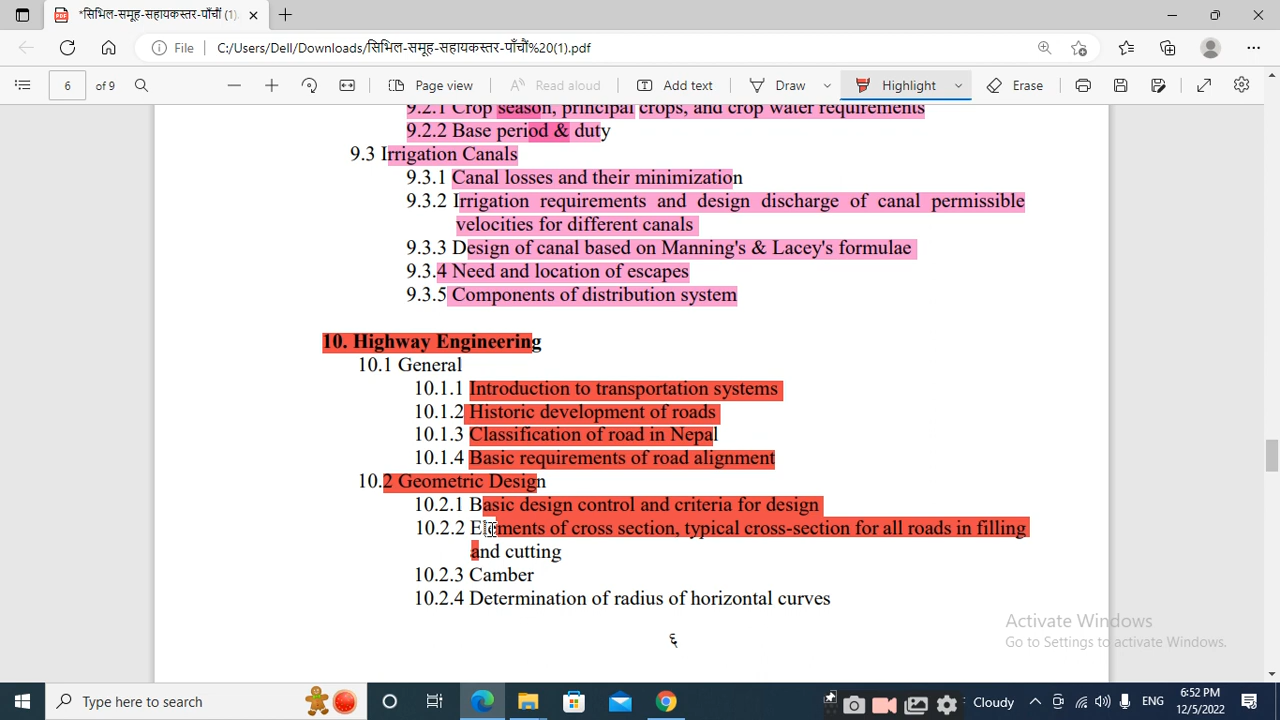 *सिभिल-समूह-सहायकस्तर-पाँचौं (1)
File
C:/Users/Dell/Downloads/सिभिल-समूह-सहायकस्तर-पाँचौं%20(1).pdf
6 of 9
Page view
Read aloud
Add text
Draw
Highlight
Erase
9.2.1 Crop season, principal crops, and crop water requirements
9.2.2 Base period & duty
9.3 Irrigation Canals
9.3.1 Canal losses and their minimization
9.3.2 Irrigation requirements and design discharge of canal permissible
velocities for different canals
9.3.3 Design of canal based on Manning's & Lacey's formulae
9.3.4 Need and location of escapes
9.3.5 Components of distribution system
10. Highway Engineering
10.1 General
10.1.1 Introduction to transportation systems
10.1.2 Historic development of roads
10.1.3 Classification of road in Nepal
10.1.4 Basic requirements of road alignment
10.2 Geometric Design
10.2.1 Basic design control and criteria for design
10.2.2 Elements of cross section, typical cross-section for all roads in filling
and cutting
10.2.3 Camber
10.2.4 Determination of radius of horizontal curves
६
Activate Windows
Go to Settings to activate Windows.
Type here to search
Cloudy
ENG
6:52 PM
12/5/2022